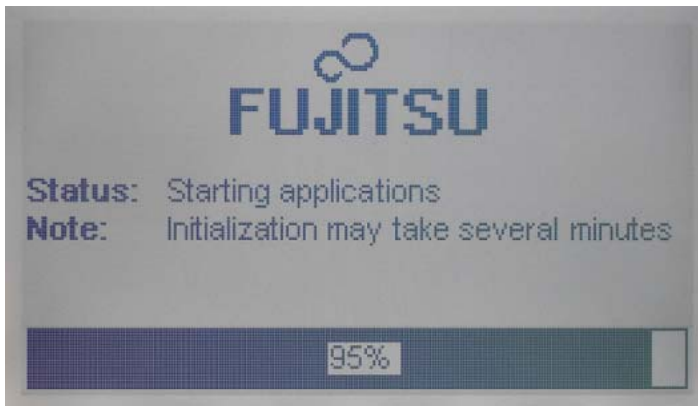 FUJITSU
Status: Starting applications
Note: Initialization may take several minutes
95%